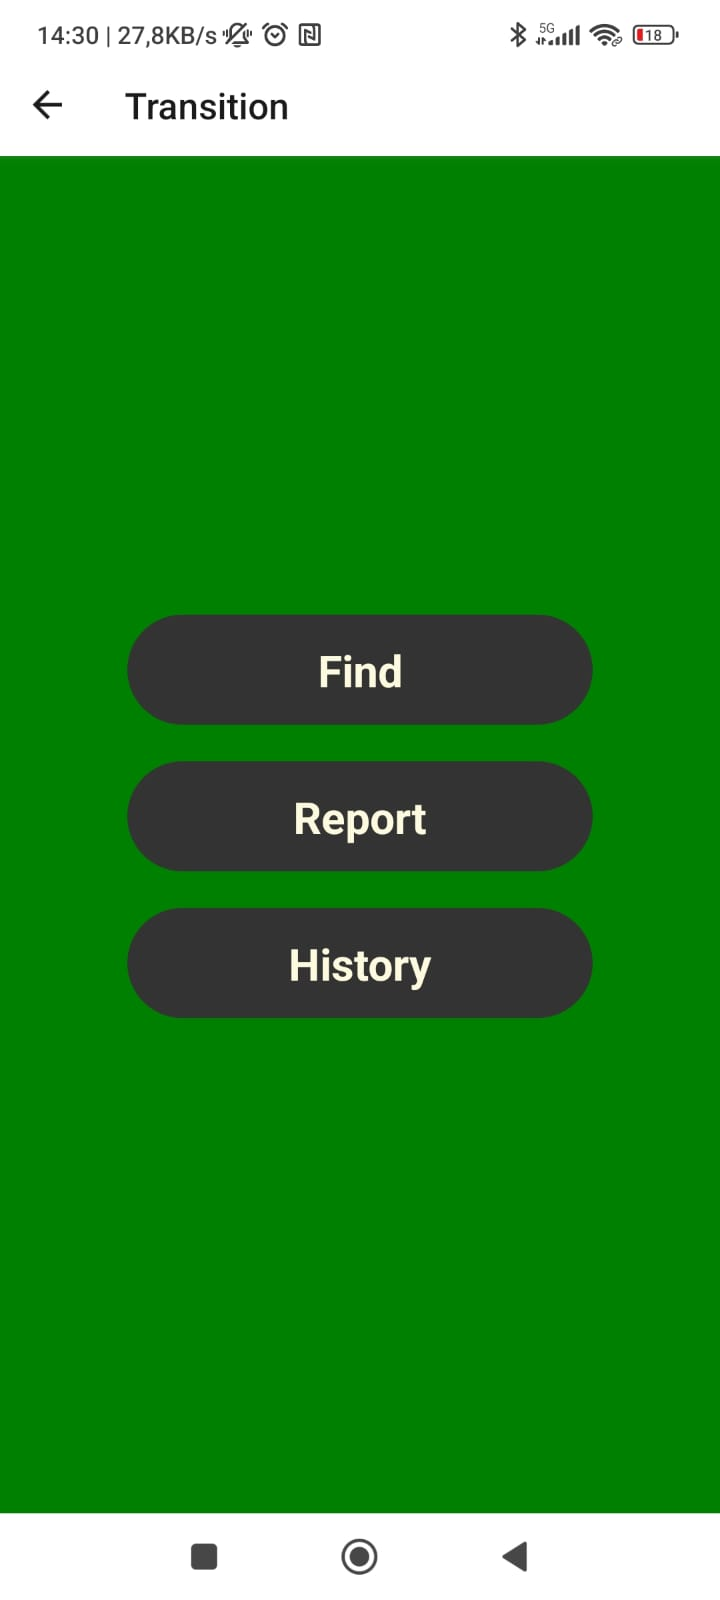 14:30 | 27,8KB/s 5G 18
Transition
Find
Report
History